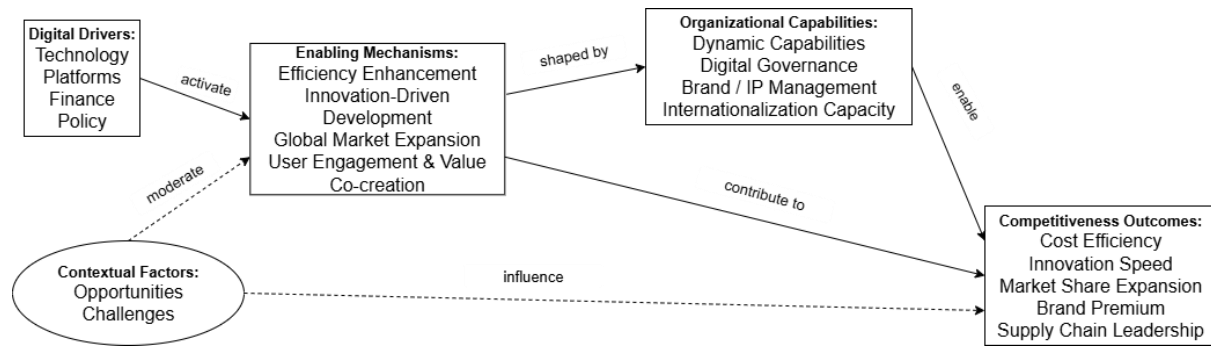 Digital Drivers:
Technology
Platforms
Finance
Policy
activate
Enabling Mechanisms:
Efficiency Enhancement
Innovation-Driven
Development
Global Market Expansion
User Engagement & Value
Co-creation
shaped by
Organizational Capabilities:
Dynamic Capabilities
Digital Governance
Brand / IP Management
Internationalization Capacity
enable
moderate
contribute to
Contextual Factors:
Opportunities
Challenges
influence
Competitiveness Outcomes:
Cost Efficiency
Innovation Speed
Market Share Expansion
Brand Premium
Supply Chain Leadership